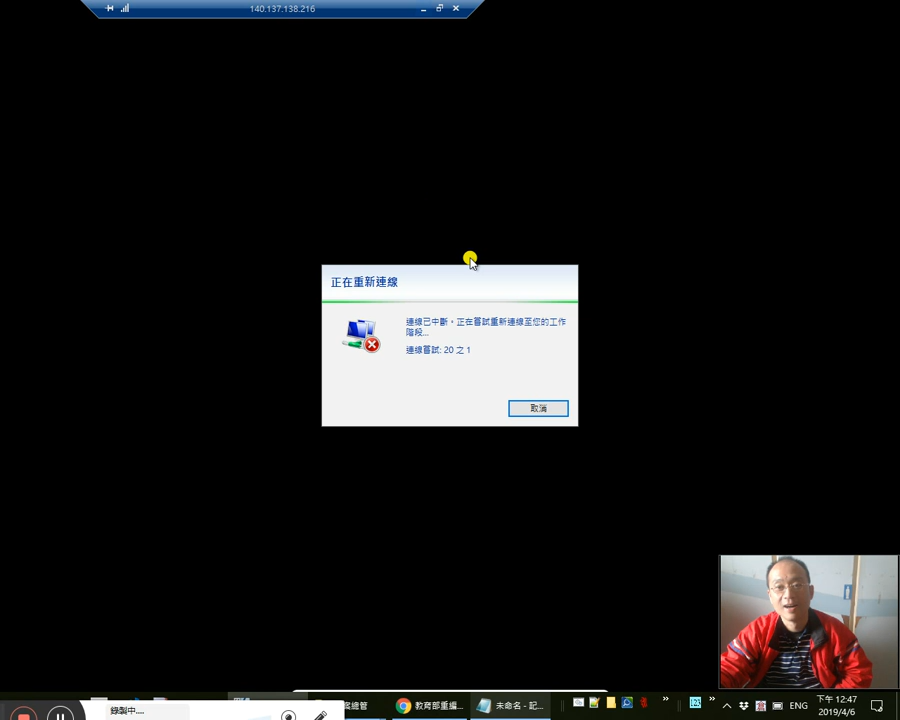 140.137.138.216
正在重新連線
連線已中斷。正在嘗試重新連線至您的工作
階段...
連線嘗試: 20 之 1
取消
錄製中....
案總管
教育部重編...
未命名 - 記...
ENG
下午 12:47
2019/4/6